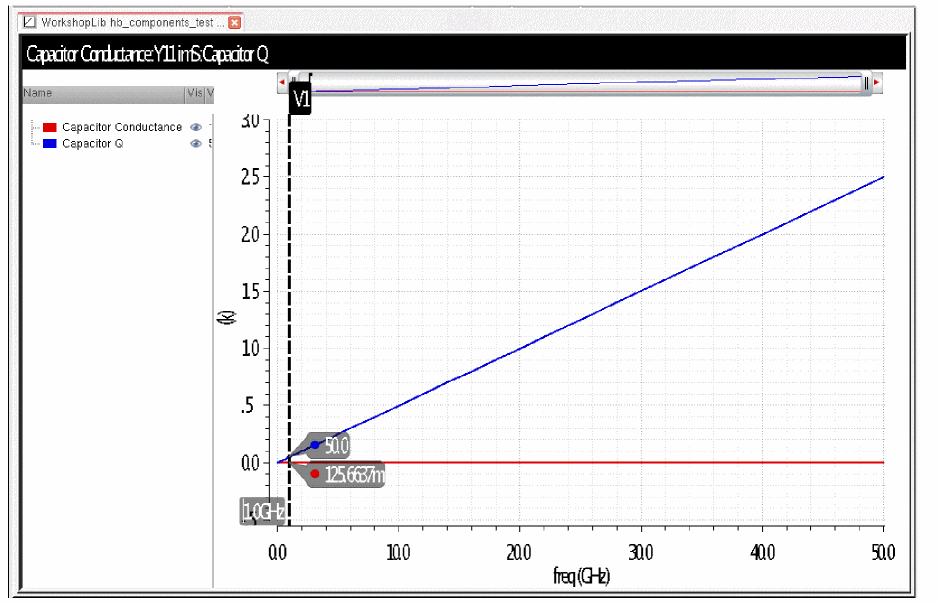 WorkshopLib hb_components_test ...
Capacitor Conductance:Y11 imS:Capacitor Q
Name Vis V
Capacitor Conductance
Capacitor Q
V1
3.0
2.5
2.0
1.5
1.0
.5
0.0
(k)
50.0
125.6637m
1.0GHz
0.0 10.0 20.0 30.0 40.0 50.0
freq (GHz)